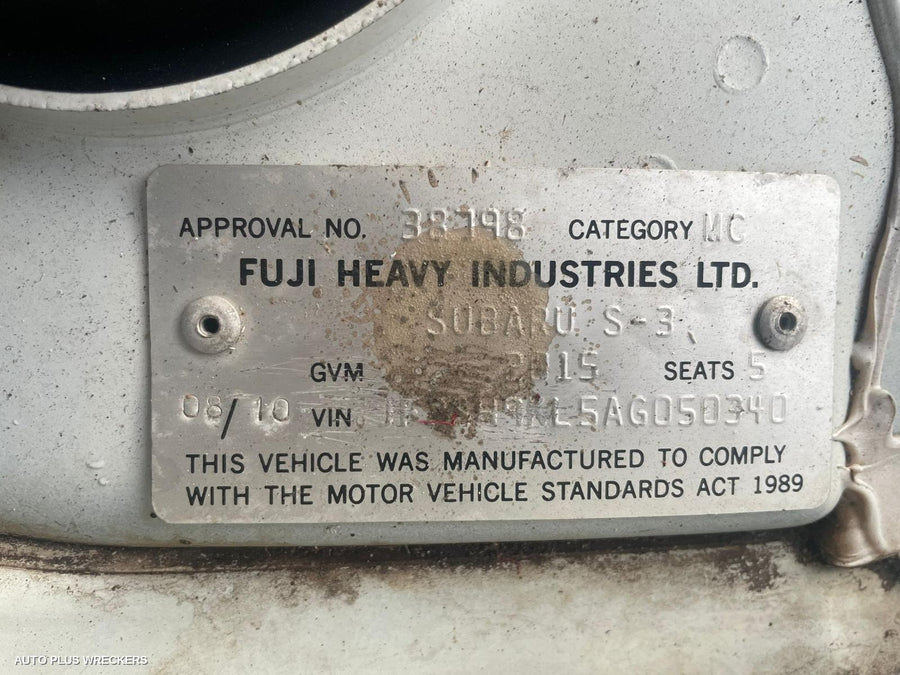 APPROVAL NO. 38798 CATEGORY MC
FUJI HEAVY INDUSTRIES LTD.
SUBARU S-3
GVM 2015 SEATS 5
08/10 VIN
THIS VEHICLE WAS MANUFACTURED TO COMPLY
WITH THE MOTOR VEHICLE STANDARDS ACT 1989
AUTO PLUS WRECKERS